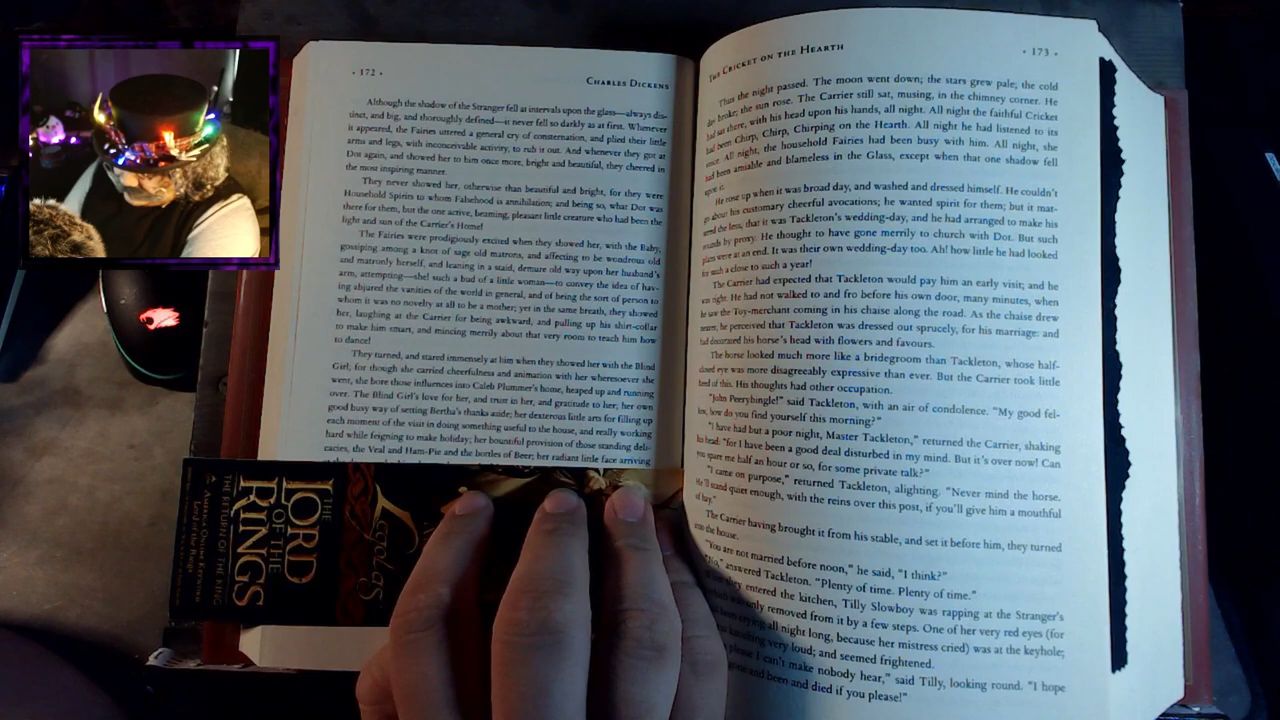 • 172 •
CHARLES DICKENS
Although the shadow of the Stranger fell at intervals upon the glass—always dis-
tinct, and big, and thoroughly defined—it never fell so darkly as at first. Whenever
it appeared, the Fairies uttered a general cry of consternation, and plied their little
arms and legs, with inconceivable activity, to rub it out. And whenever they got at
Dot again, and showed her to him once more, bright and beautiful, they cheered in
the most inspiring manner.
They never showed her, otherwise than beautiful and bright, for they were
Household Spirits to whom Falsehood is annihilation; and being so, what Dot was
there for them, but the one active, beaming, pleasant little creature who had been the
light and sun of the Carrier's Home!
The Fairies were prodigiously excited when they showed her, with the Baby,
gossiping among a knot of sage old matrons, and affecting to be wondrous old
and matronly herself, and leaning in a staid, demure old way upon her husband's
arm, attempting—she! such a bud of a little woman—to convey the idea of hav-
ing abjured the vanities of the world in general, and of being the sort of person to
whom it was no novelty at all to be a mother; yet in the same breath, they showed
her, laughing at the Carrier for being awkward, and pulling up his shirt-collar
to make him smart, and mincing merrily about that very room to teach him how
to dance!
They turned, and stared immensely at him when they showed her with the Blind
Girl, for though she carried cheerfulness and animation with her wheresoever she
went, she bore those influences into Caleb Plummer's home, heaped up and running
over. The Blind Girl's love for her, and trust in her, and gratitude to her; her own
good busy way of setting Bertha's thanks aside; her dexterous little arts for filling up
each moment of the visit in doing something useful to the house, and really working
hard while feigning to make holiday; her bountiful provision of those standing deli-
cacies, the Veal and Ham-Pie and the bottles of Beer; her radiant little face arriving
THE
LORD
OF THE
RINGS
THE RETURN OF THE KING
AMERICA ONLINE KEYWORD
Lord of the Rings
Legolas
THE CRICKET ON THE HEARTH
• 173 •
Thus the night passed. The moon went down; the stars grew pale; the cold
day broke; the sun rose. The Carrier still sat, musing, in the chimney corner. He
had sat there, with his head upon his hands, all night. All night the faithful Cricket
had been Chirp, Chirp, Chirping on the Hearth. All night he had listened to its
voice. All night, the household Fairies had been busy with him. All night, she
had been amiable and blameless in the Glass, except when that one shadow fell
upon it.
He rose up when it was broad day, and washed and dressed himself. He couldn't
go about his customary cheerful avocations; he wanted spirit for them; but it mat-
tered the less, that it was Tackleton's wedding-day, and he had arranged to make his
rounds by proxy. He thought to have gone merrily to church with Dot. But such
plans were at an end. It was their own wedding-day too. Ah! how little he had looked
for such a close to such a year!
The Carrier had expected that Tackleton would pay him an early visit; and he
was right. He had not walked to and fro before his own door, many minutes, when
he saw the Toy-merchant coming in his chaise along the road. As the chaise drew
nearer, he perceived that Tackleton was dressed out sprucely, for his marriage: and
had decorated his horse's head with flowers and favours.
The horse looked much more like a bridegroom than Tackleton, whose half-
closed eye was more disagreeably expressive than ever. But the Carrier took little
heed of this. His thoughts had other occupation.
"John Peerybingle!" said Tackleton, with an air of condolence. "My good fel-
low, how do you find yourself this morning?"
"I have had but a poor night, Master Tackleton," returned the Carrier, shaking
his head: "for I have been a good deal disturbed in my mind. But it's over now! Can
you spare me half an hour or so, for some private talk?"
"I came on purpose," returned Tackleton, alighting. "Never mind the horse.
He'll stand quiet enough, with the reins over this post, if you'll give him a mouthful
of hay."
The Carrier having brought it from his stable, and set it before him, they turned
into the house.
"You are not married before noon," he said, "I think?"
"No," answered Tackleton. "Plenty of time. Plenty of time."
they entered the kitchen, Tilly Slowboy was rapping at the Stranger's
only removed from it by a few steps. One of her very red eyes (for
all night long, because her mistress cried) was at the keyhole;
knocking very loud; and seemed frightened.
please I can't make nobody hear," said Tilly, looking round. "I hope
gone and been and died if you please!"